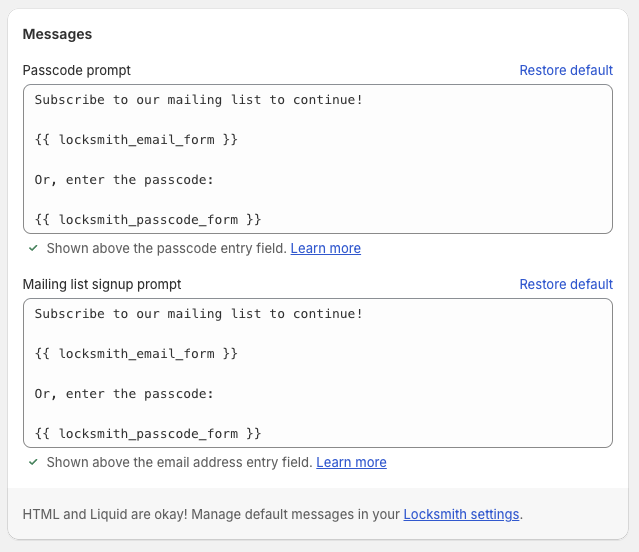 Messages
Passcode prompt
Restore default
Subscribe to our mailing list to continue!
{{ locksmith_email_form }}
Or, enter the passcode:
{{ locksmith_passcode_form }}
Shown above the passcode entry field. Learn more
Mailing list signup prompt
Restore default
Subscribe to our mailing list to continue!
{{ locksmith_email_form }}
Or, enter the passcode:
{{ locksmith_passcode_form }}
Shown above the email address entry field. Learn more
HTML and Liquid are okay! Manage default messages in your Locksmith settings.